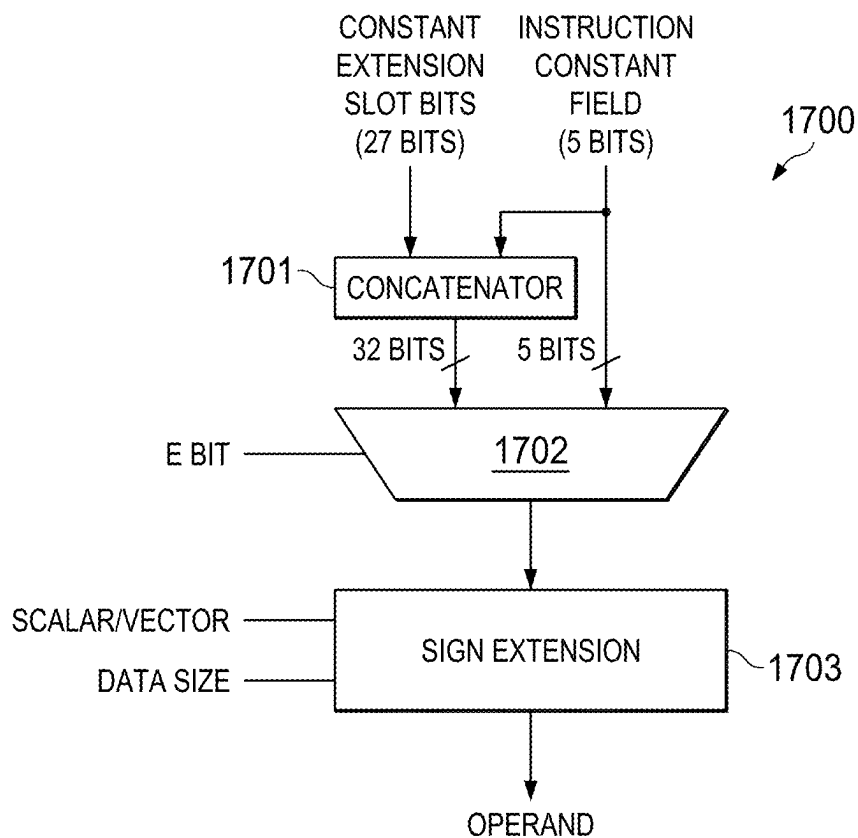 CONSTANT
EXTENSION
SLOT BITS
(27 BITS)
INSTRUCTION
CONSTANT
FIELD
(5 BITS)
1700
1701
CONCATENATOR
32 BITS
5 BITS
E BIT
1702
SCALAR/VECTOR
DATA SIZE
SIGN EXTENSION
1703
OPERAND